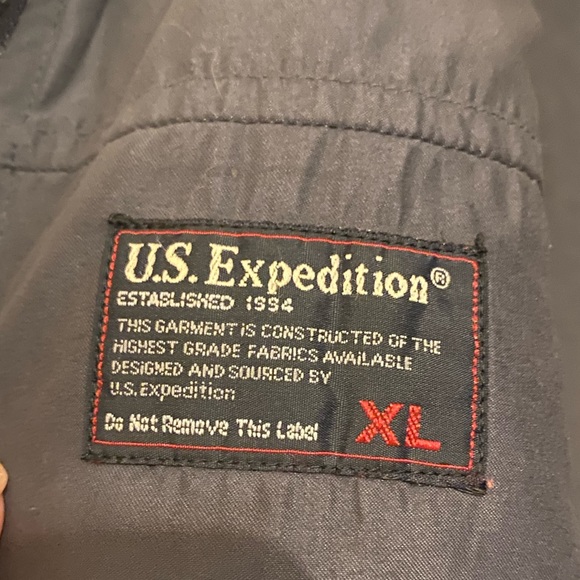 U.S. Expedition®
ESTABLISHED 1994
THIS GARMENT IS CONSTRUCTED OF THE
HIGHEST GRADE FABRICS AVAILABLE
DESIGNED AND SOURCED BY
U.S. Expedition
Do Not Remove This Label
XL